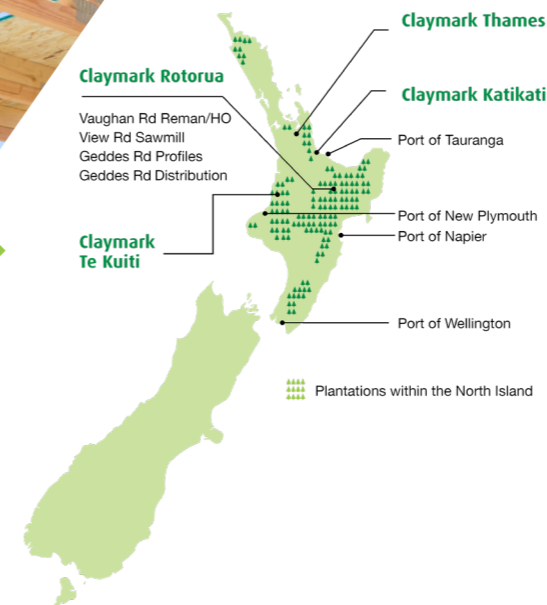 Claymark Thames
Claymark Rotorua
Claymark Katikati
Vaughan Rd Reman/HO
View Rd Sawmill
Geddes Rd Profiles
Geddes Rd Distribution
Port of Tauranga
Port of New Plymouth
Port of Napier
Claymark
Te Kuiti
Port of Wellington
Plantations within the North Island